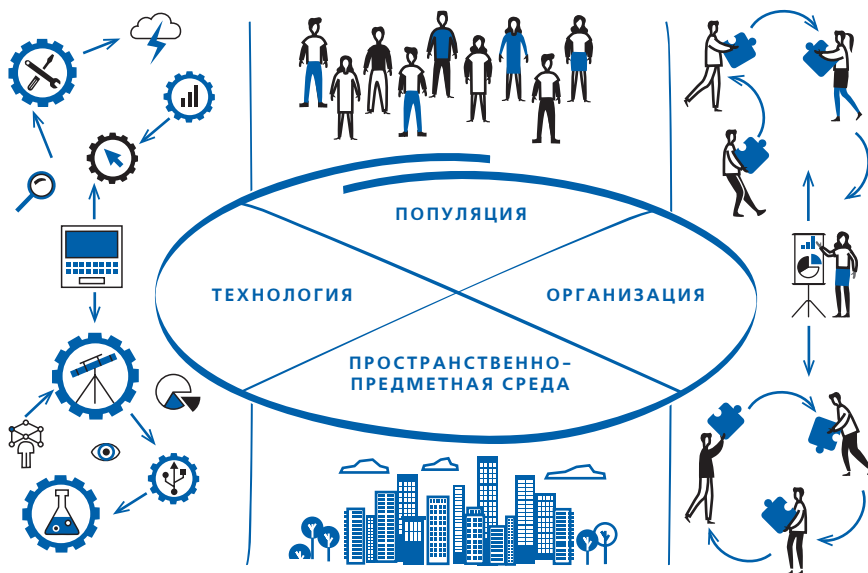 ПОПУЛЯЦИЯ
ТЕХНОЛОГИЯ
ОРГАНИЗАЦИЯ
ПРОСТРАНСТВЕННО–
ПРЕДМЕТНАЯ СРЕДА